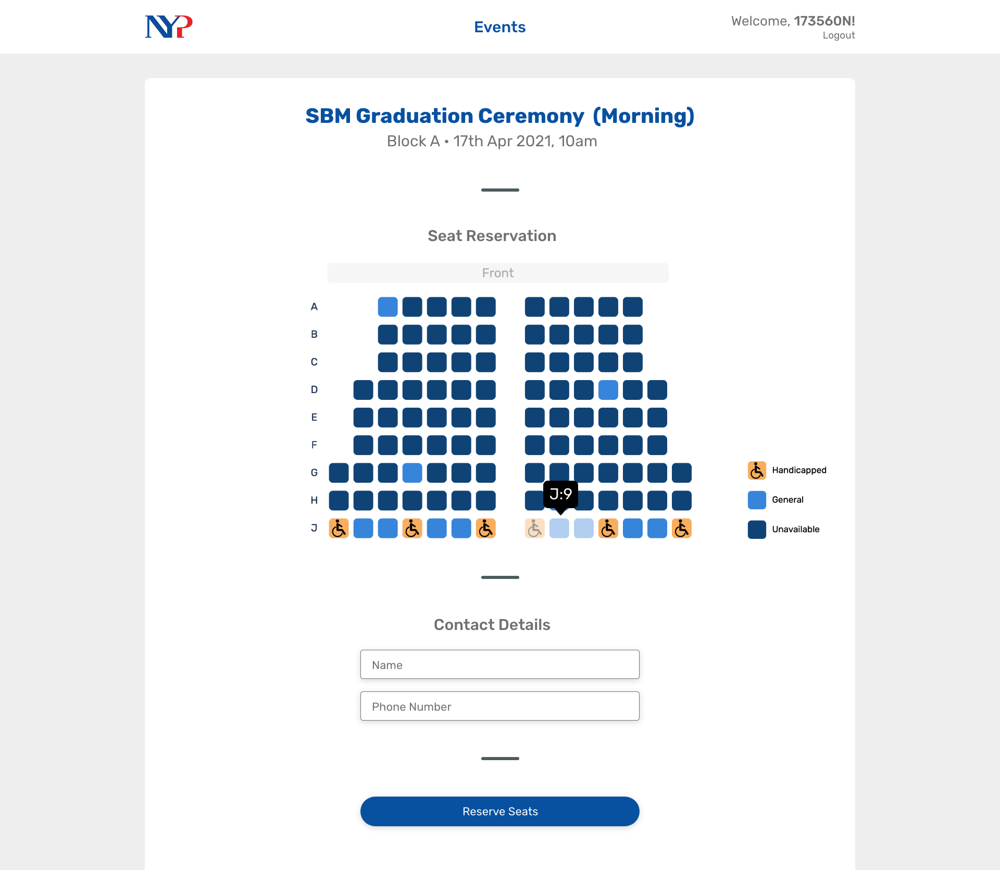 NYP
Events
Welcome, 173560N!
Logout
SBM Graduation Ceremony (Morning)
Block A • 17th Apr 2021, 10am
Seat Reservation
Front
A
B
C
D
E
F
G
Handicapped
J:9
H
General
J
Unavailable
Contact Details
Name
Phone Number
Reserve Seats